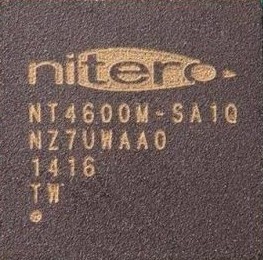 nitero
NT4600M-SA1Q
NZ7UWAA0
1416
TW